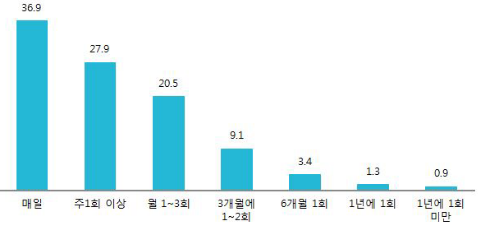 36.9
27.9
20.5
9.1
3.4
1.3
0.9
매일
주1회 이상
월 1~3회
3개월에
1~2회
6개월 1회
1년에 1회
1년에 1회
미만